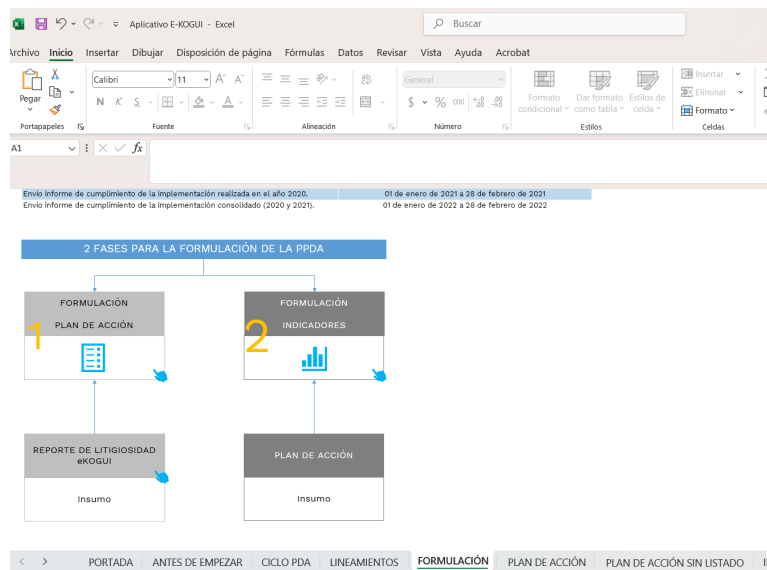 Aplicativo E-KOGUI - Excel
Buscar
Archivo Inicio Insertar Dibujar Disposición de página Fórmulas Datos Revisar Vista Ayuda Acrobat
Pegar
Calibri 11 A^ Aˇ
N K S A
ab
General
$ % 000
Formato condicional
Dar formato como tabla
Estilos de celda
Insertar
Eliminar
Formato
Portapapeles Fuente Alineación Número Estilos Celdas
A1 fx
Envío informe de cumplimiento de la implementación realizada en el año 2020. 01 de enero de 2021 a 28 de febrero de 2021
Envío informe de cumplimiento de la implementación consolidado (2020 y 2021). 01 de enero de 2022 a 28 de febrero de 2022
2 FASES PARA LA FORMULACIÓN DE LA PPDA
FORMULACIÓN
PLAN DE ACCIÓN
1
FORMULACIÓN
INDICADORES
2
REPORTE DE LITIGIOSIDAD
eKOGUI
Insumo
PLAN DE ACCIÓN
Insumo
PORTADA ANTES DE EMPEZAR CICLO PDA LINEAMIENTOS FORMULACIÓN PLAN DE ACCIÓN PLAN DE ACCIÓN SIN LISTADO